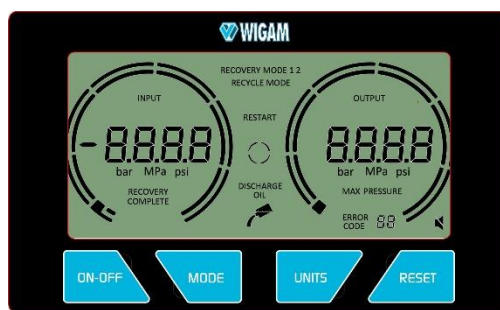 WIGAM
RECOVERY MODE 1 2
RECYCLE MODE
INPUT
OUTPUT
RESTART
-8.8.8.8
8.8.8.8
bar MPa psi
bar MPa psi
RECOVERY
COMPLETE
DISCHARGE
OIL
MAX PRESSURE
ERROR
CODE 88
ON-OFF
MODE
UNITS
RESET